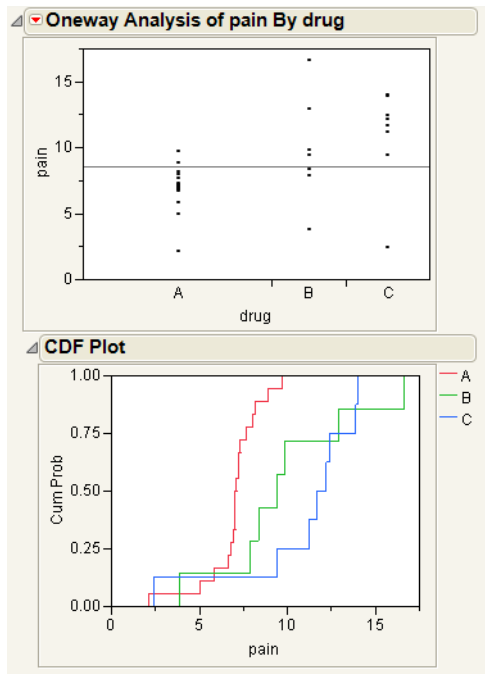 Oneway Analysis of pain By drug
pain
15
10
5
0
A B C
drug
CDF Plot
Cum Prob
1.00
0.75
0.50
0.25
0.00
0 5 10 15
pain
A
B
C